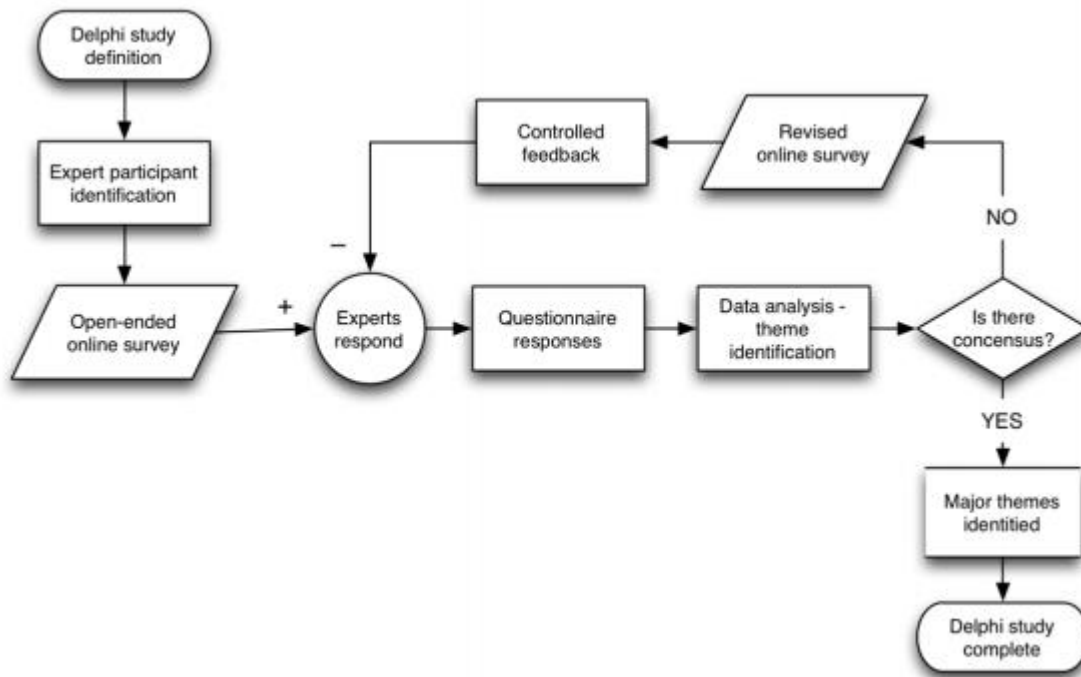 Delphi study
definition
Expert participant
identification
Open-ended
online survey
+
−
Experts
respond
Questionnaire
responses
Data analysis -
theme
identification
Is there
concensus?
NO
Revised
online survey
Controlled
feedback
YES
Major themes
identitied
Delphi study
complete